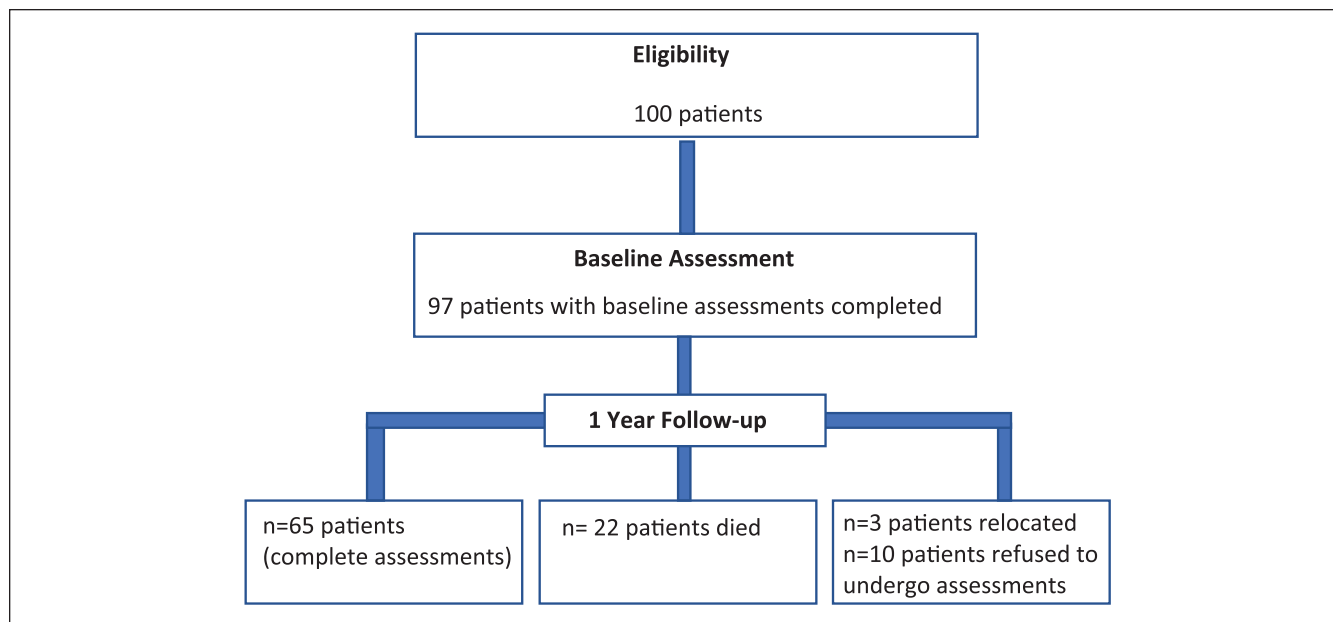 Eligibility
100 patients
Baseline Assessment
97 patients with baseline assessments completed
1 Year Follow-up
n=65 patients
(complete assessments)
n= 22 patients died
n=3 patients relocated
n=10 patients refused to
undergo assessments